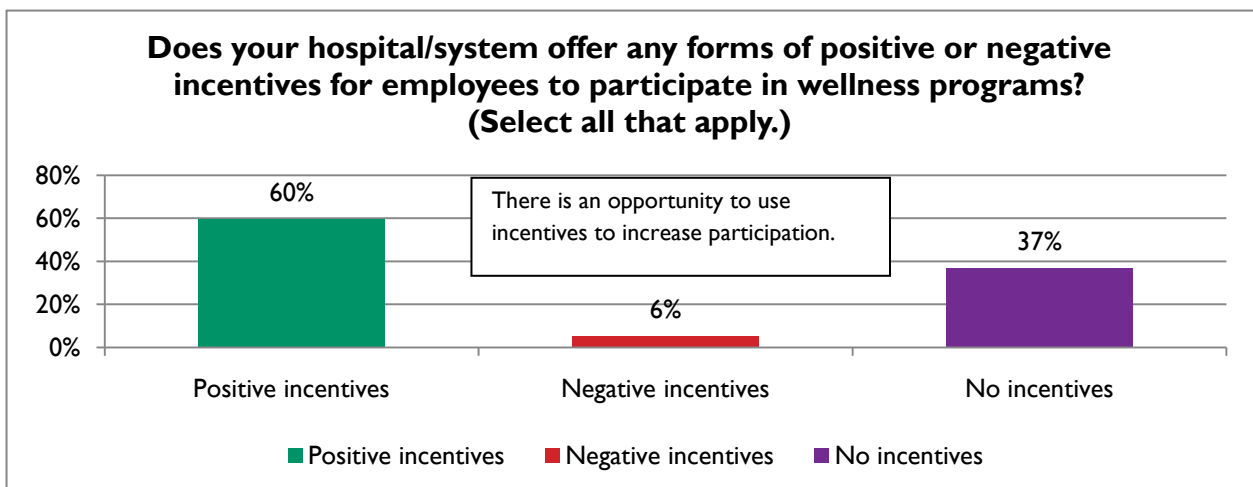 Does your hospital/system offer any forms of positive or negative
incentives for employees to participate in wellness programs?
(Select all that apply.)
80%
60%
40%
20%
0%
60%
There is an opportunity to use
incentives to increase participation.
6%
37%
Positive incentives
Negative incentives
No incentives
Positive incentives
Negative incentives
No incentives